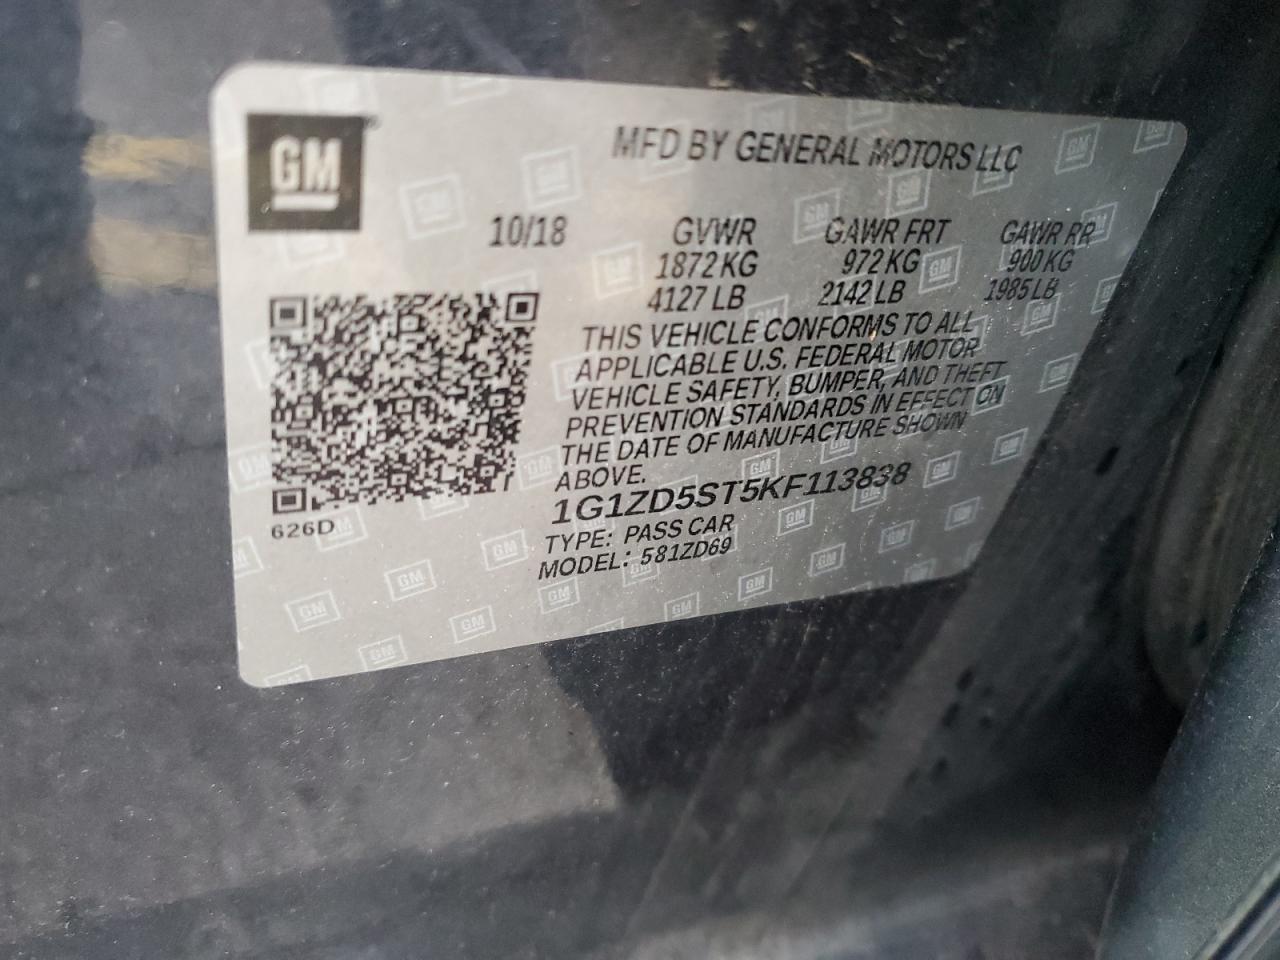 GM
MFD BY GENERAL MOTORS LLC
10/18 GVWR GAWR FRT GAWR RR
1872 KG 972 KG 900 KG
4127 LB 2142 LB 1985 LB
THIS VEHICLE CONFORMS TO ALL
APPLICABLE U.S. FEDERAL MOTOR
VEHICLE SAFETY, BUMPER, AND THEFT
PREVENTION STANDARDS IN EFFECT ON
THE DATE OF MANUFACTURE SHOWN
ABOVE.
1G1ZD5ST5KF113838
TYPE: PASS CAR
MODEL: 581ZD69
626D